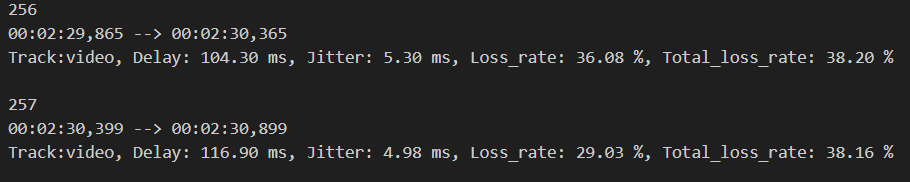 256
00:02:29,865 --> 00:02:30,365
Track:video, Delay: 104.30 ms, Jitter: 5.30 ms, Loss_rate: 36.08 %, Total_loss_rate: 38.20 %
257
00:02:30,399 --> 00:02:30,899
Track:video, Delay: 116.90 ms, Jitter: 4.98 ms, Loss_rate: 29.03 %, Total_loss_rate: 38.16 %